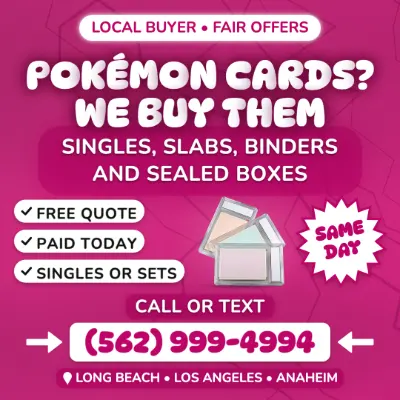 LOCAL BUYER • FAIR OFFERS
POKÉMON CARDS?
WE BUY THEM
SINGLES, SLABS, BINDERS
AND SEALED BOXES
FREE QUOTE
PAID TODAY
SINGLES OR SETS
SAME
DAY
CALL OR TEXT
(562) 999-4994
LONG BEACH • LOS ANGELES • ANAHEIM